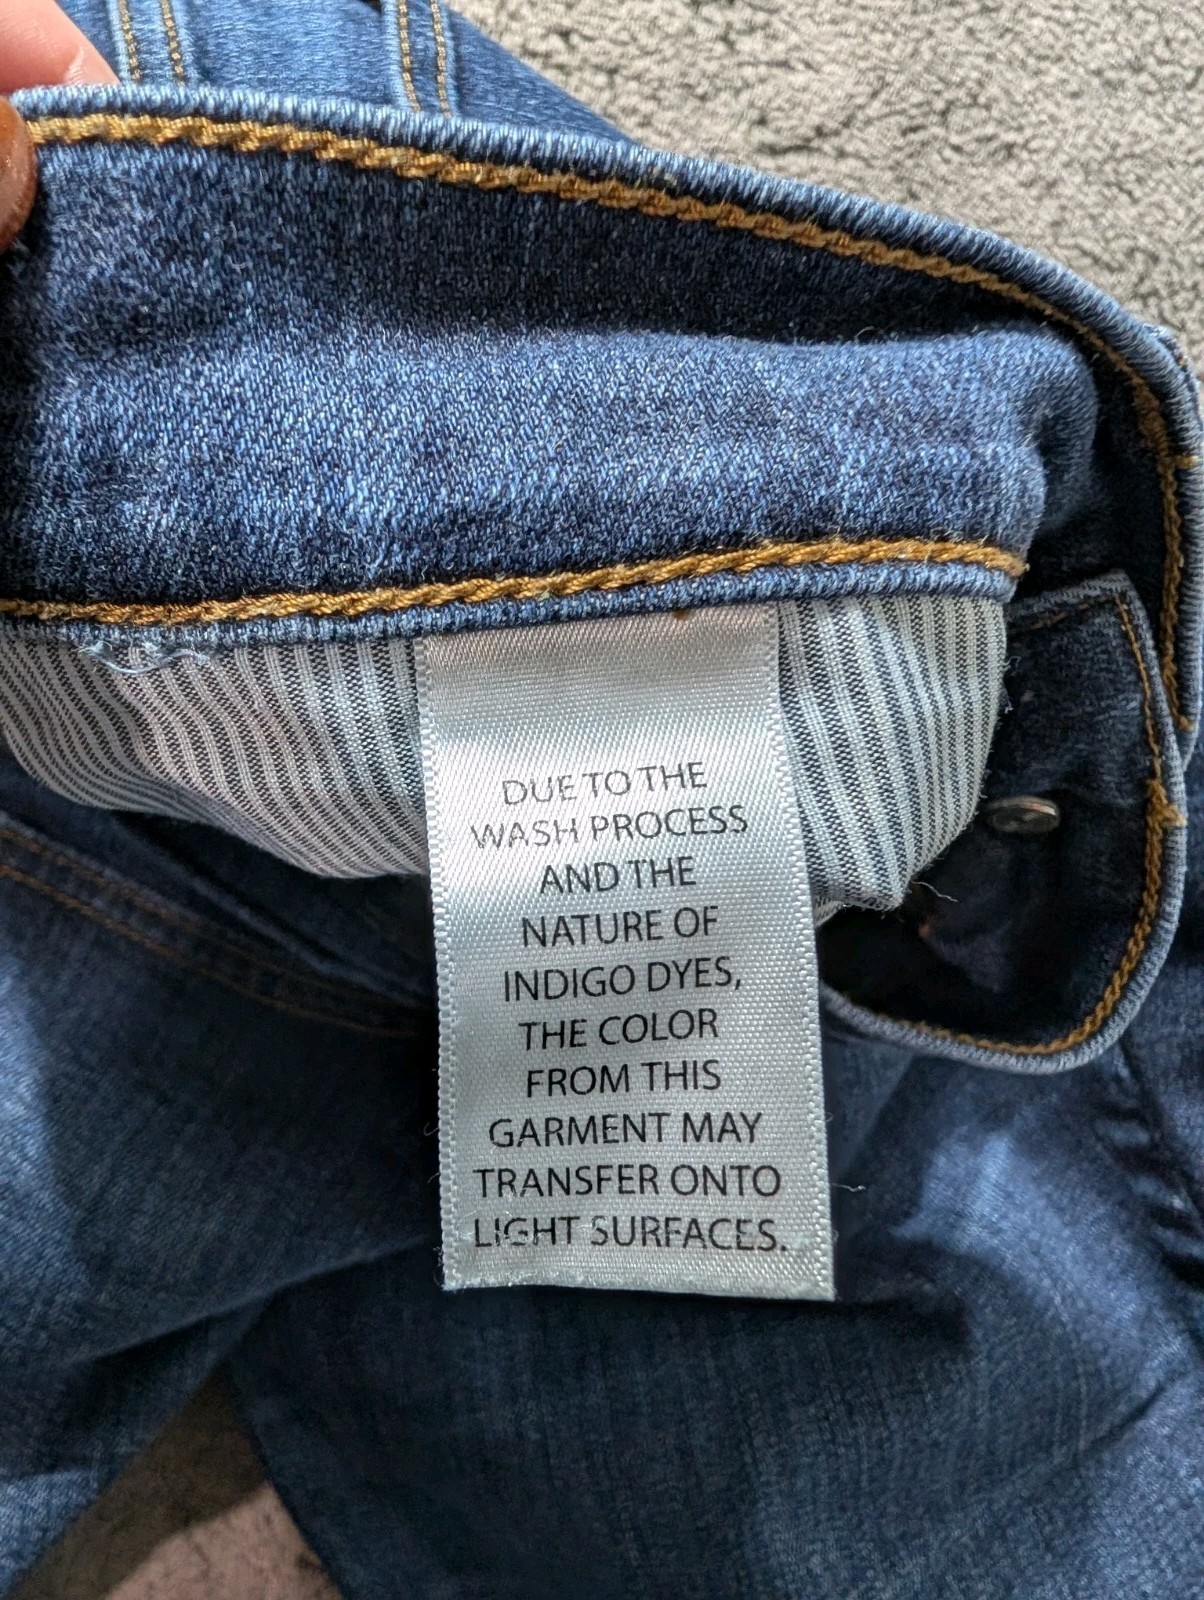 DUE TO THE
WASH PROCESS
AND THE
NATURE OF
INDIGO DYES,
THE COLOR
FROM THIS
GARMENT MAY
TRANSFER ONTO
LIGHT SURFACES.